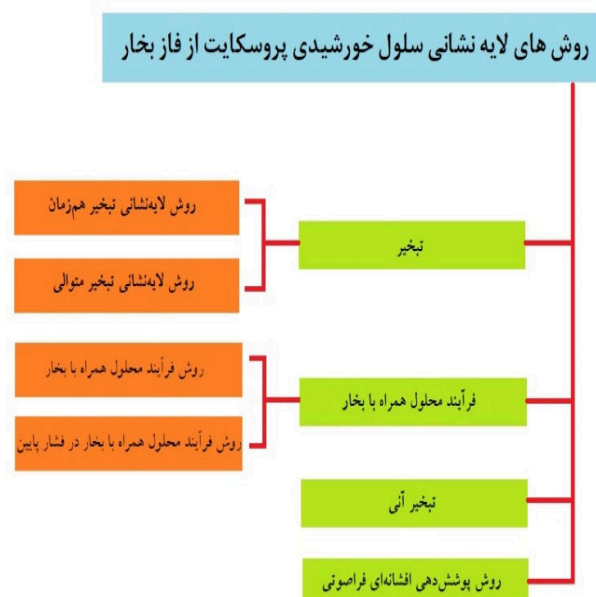 روش های لایه نشانی سلول خورشیدی پروسکایت از فاز بخار
تبخیر
روش لایه‌نشانی تبخیر هم‌زمان
روش لایه‌نشانی تبخیر متوالی
فرآیند محلول همراه با بخار
روش فرآیند محلول همراه با بخار
روش فرآیند محلول همراه با بخار در فشار پایین
تبخیر آنی
روش پوشش‌دهی افشانه‌ای فراصوتی